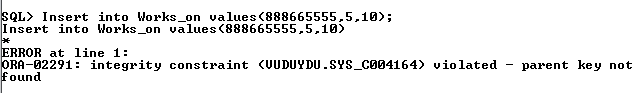 SQL> Insert into Works_on values(888665555,5,10);
Insert into Works_on values(888665555,5,10)
*
ERROR at line 1:
ORA-02291: integrity constraint (VUDUYDU.SYS_C004164) violated - parent key not
found